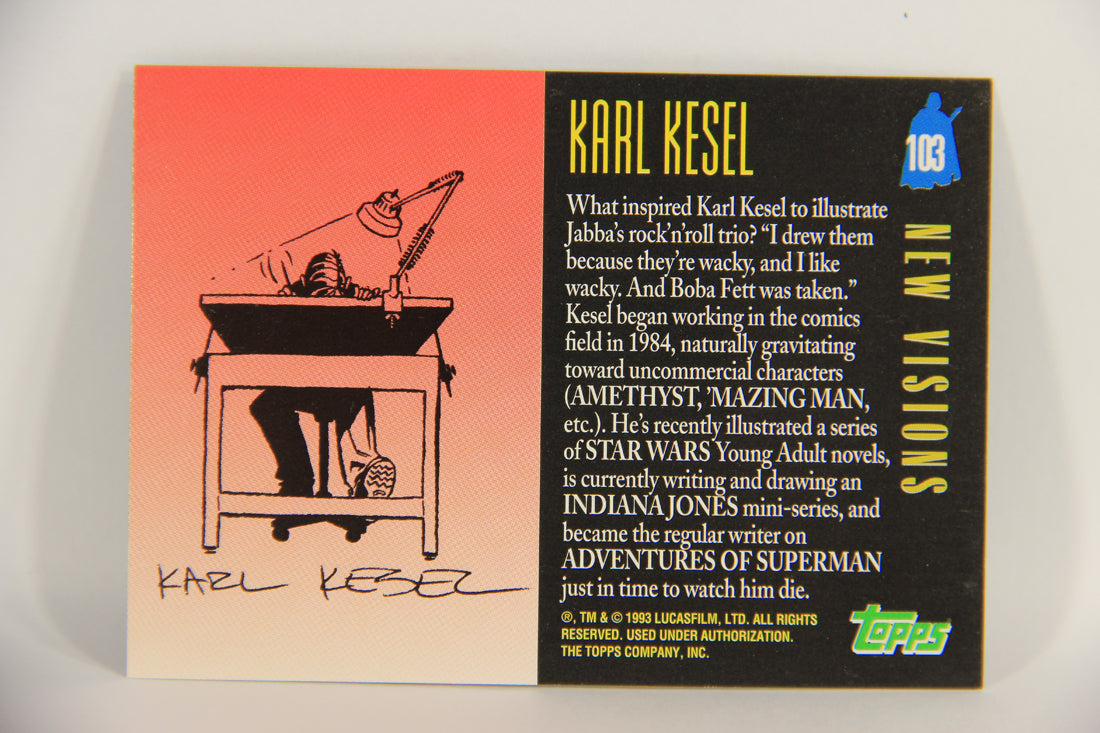 KARL KESEL
KARL KESEL
103
NEW VISIONS
What inspired Karl Kesel to illustrate
Jabba's rock'n'roll trio? “I drew them
because they're wacky, and I like
wacky. And Boba Fett was taken.”
Kesel began working in the comics
field in 1984, naturally gravitating
toward uncommercial characters
(AMETHYST, 'MAZING MAN,
etc.). He's recently illustrated a series
of STAR WARS Young Adult novels,
is currently writing and drawing an
INDIANA JONES mini-series, and
became the regular writer on
ADVENTURES OF SUPERMAN
just in time to watch him die.
®, TM & © 1993 LUCASFILM, LTD. ALL RIGHTS
RESERVED. USED UNDER AUTHORIZATION.
THE TOPPS COMPANY, INC.
topps